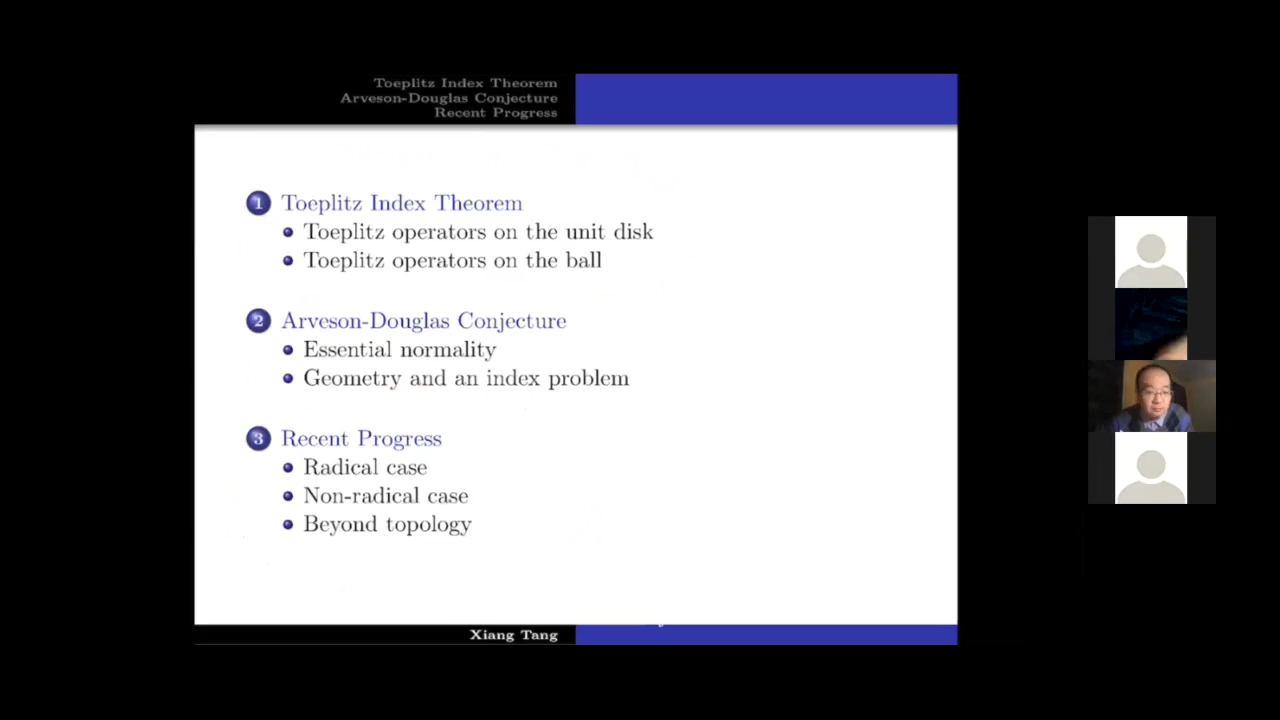 Toeplitz Index Theorem
Arveson-Douglas Conjecture
Recent Progress
1 Toeplitz Index Theorem
Toeplitz operators on the unit disk
Toeplitz operators on the ball
2 Arveson-Douglas Conjecture
Essential normality
Geometry and an index problem
3 Recent Progress
Radical case
Non-radical case
Beyond topology
Xiang Tang